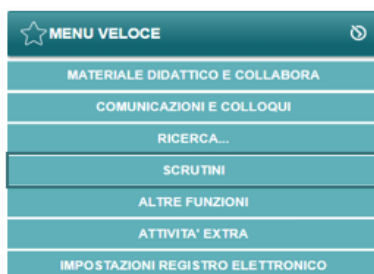 MENU VELOCE
MATERIALE DIDATTICO E COLLABORA
COMUNICAZIONI E COLLOQUI
RICERCA...
SCRUTINI
ALTRE FUNZIONI
ATTIVITA' EXTRA
IMPOSTAZIONI REGISTRO ELETTRONICO